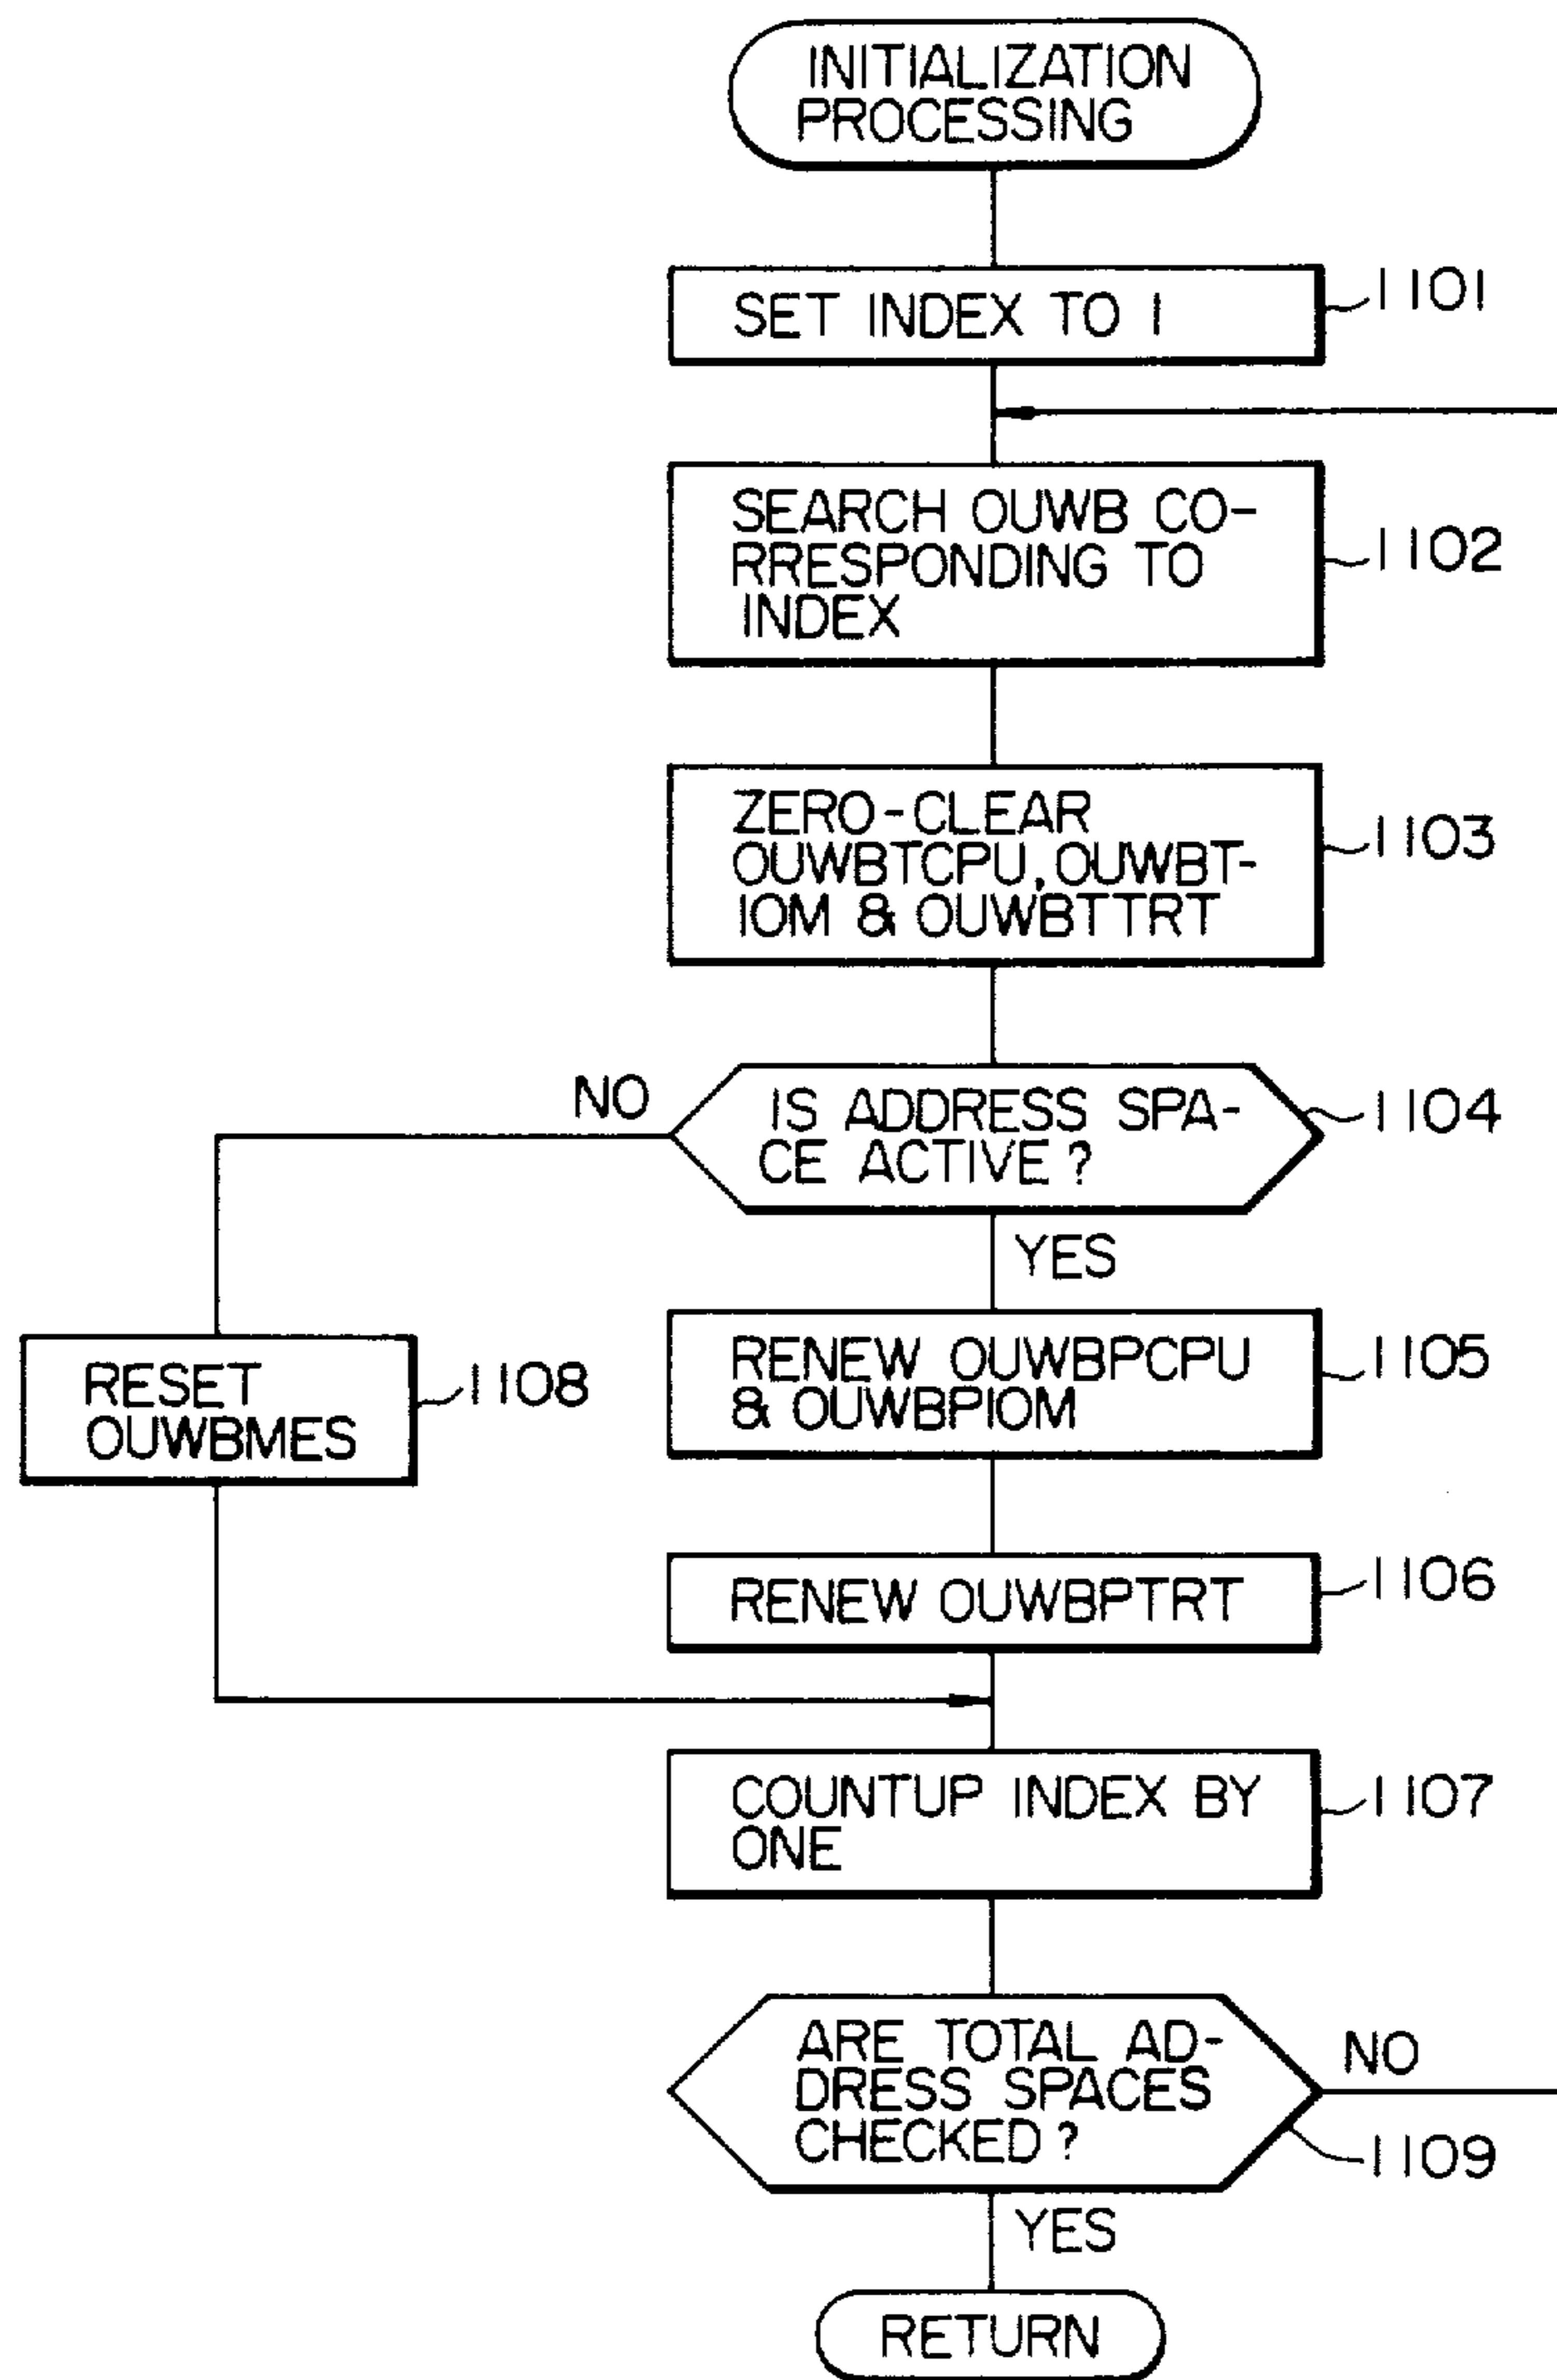 INITIALIZATION
PROCESSING
SET INDEX TO 1
1101
SEARCH OUWB CO-
RRESPONDING TO
INDEX
1102
ZERO-CLEAR
OUWBTCPU, OUWBT-
IOM & OUWBTTRT
1103
NO
IS ADDRESS SPA-
CE ACTIVE?
1104
YES
RENEW OUWBPCPU
& OUWBPIOM
1105
RESET
OUWBMES
1108
RENEW OUWBPTRT
1106
COUNTUP INDEX BY
ONE
1107
ARE TOTAL AD-
DRESS SPACES
CHECKED?
NO
1109
YES
RETURN